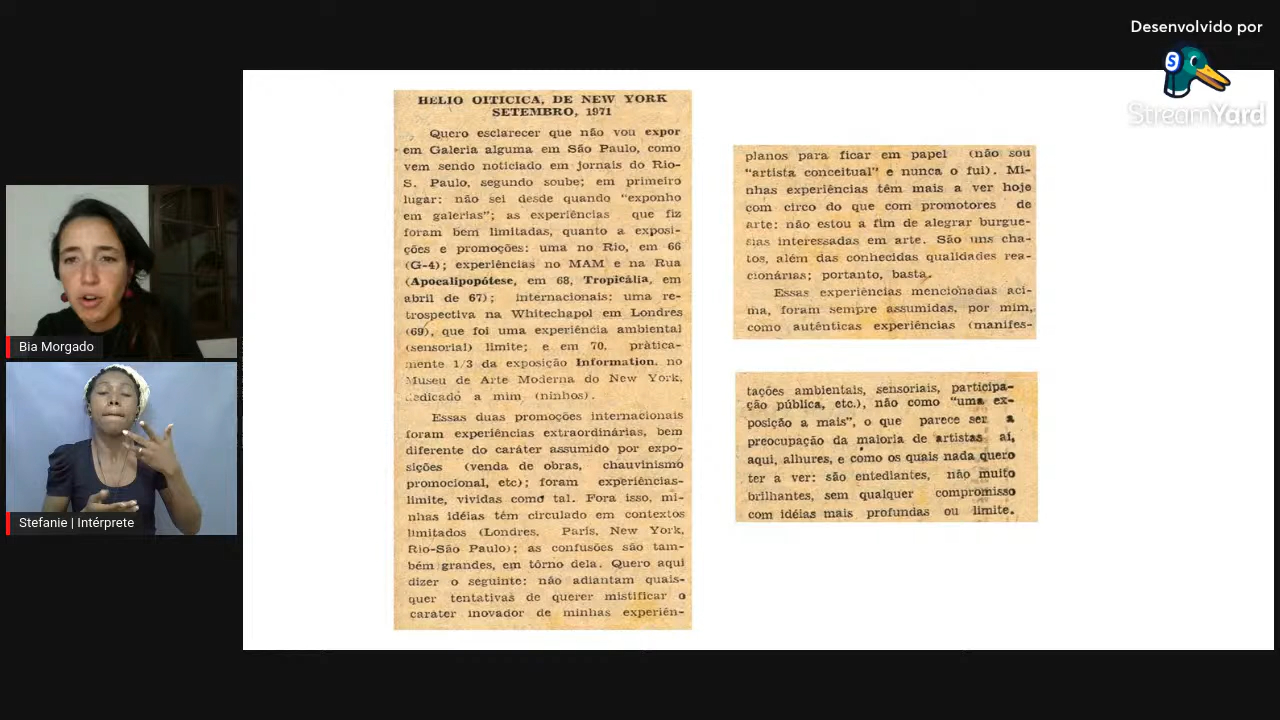 Desenvolvido por
S
StreamYard
HELIO OITICICA, DE NEW YORK
SETEMBRO, 1971
Quero esclarecer que não vou expor
em Galeria alguma em São Paulo, como
vem sendo noticiado em jornais do Rio-
S. Paulo, segundo soube; em primeiro
lugar: não sei desde quando "exponho
em galerias"; as experiências que fiz
foram bem limitadas, quanto a exposi-
ções e promoções: uma no Rio, em 66
(G-4); experiências no MAM e na Rua
(Apocalipopótese, em 68, Tropicália, em
abril de 67); internacionais: uma re-
trospectiva na Whitechapol em Londres
(69), que foi uma experiência ambiental
(sensorial) limite; e em 70, pràtica-
mente 1/3 da exposição Information, no
Museu de Arte Moderna do New York,
dedicado a mim (ninhos).
Essas duas promoções internacionais
foram experiências extraordinárias, bem
diferente do caráter assumido por expo-
sições (venda de obras, chauvinismo
promocional, etc); foram experiências-
limite, vividas como tal. Fora isso, mi-
nhas idéias têm circulado em contextos
limitados (Londres, Paris, New York,
Rio-São Paulo); as confusões são tam-
bém grandes, em tôrno dela. Quero aqui
dizer o seguinte: não adiantam quais-
quer tentativas de querer mistificar o
caráter inovador de minhas experiên-
planos para ficar em papel (não sou
"artista conceitual" e nunca o fui). Mi-
nhas experiências têm mais a ver hoje
com circo do que com promotores de
arte: não estou a fim de alegrar burgue-
sias interessadas em arte. São uns cha-
tos, além das conhecidas qualidades rea-
cionárias; portanto, basta.
Essas experiências mencionadas aci-
ma, foram sempre assumidas, por mim,
como autênticas experiências (manifes-
tações ambientais, sensoriais, participa-
ção pública, etc.), não como "uma ex-
posição a mais", o que parece ser a
preocupação da maioria de artistas aí,
aqui, alhures, e como os quais nada quero
ter a ver: são entediantes, não muito
brilhantes, sem qualquer compromisso
com idéias mais profundas ou limite.
Bia Morgado
Stefanie | Intérprete